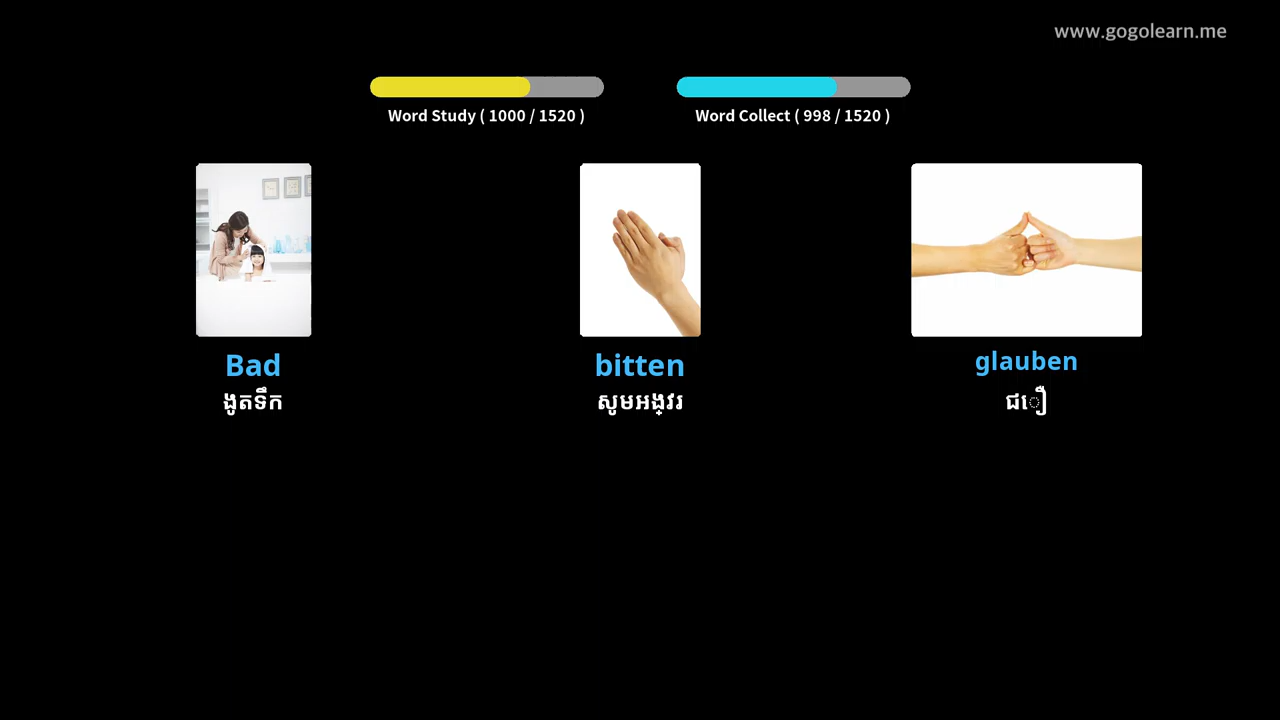 www.gogolearn.me
Word Study ( 1000 / 1520 )
Word Collect ( 998 / 1520 )
Bad
bitten
glauben
ងូតទឹក
សូមអង្វរ
ជឿ